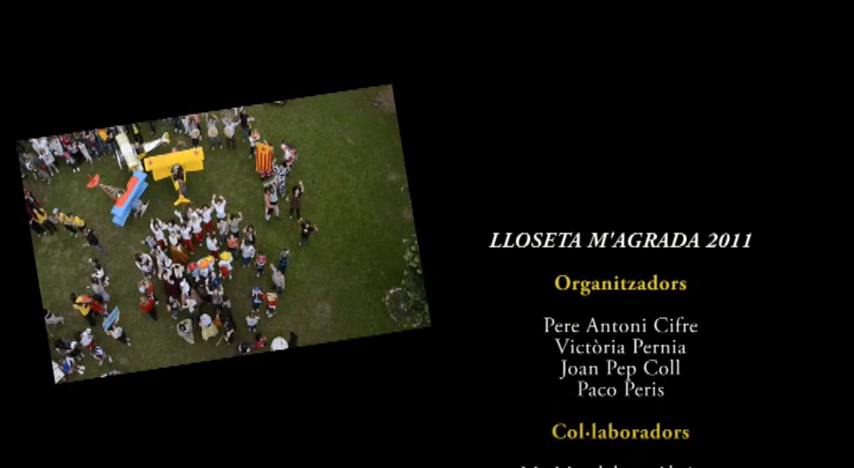 LLOSETA M'AGRADA 2011
Organitzadors
Pere Antoni Cifre
Victòria Pernia
Joan Pep Coll
Paco Peris
Col·laboradors